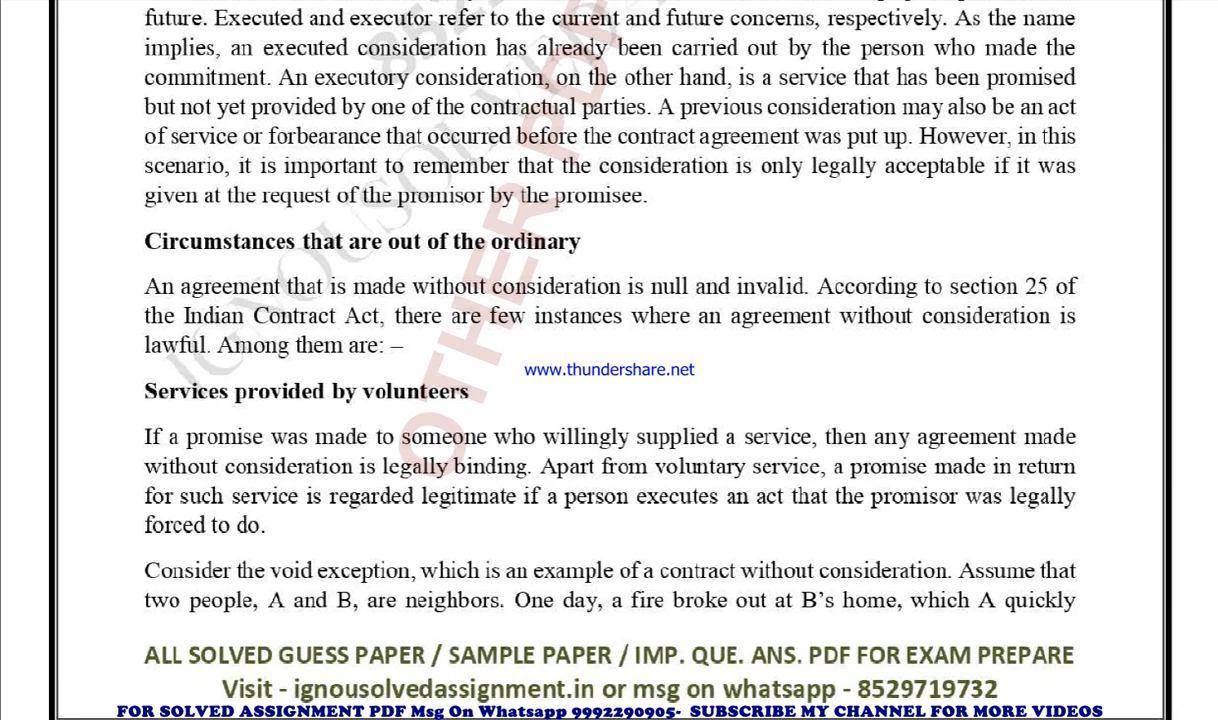 future. Executed and executor refer to the current and future concerns, respectively. As the name
implies, an executed consideration has already been carried out by the person who made the
commitment. An executory consideration, on the other hand, is a service that has been promised
but not yet provided by one of the contractual parties. A previous consideration may also be an act
of service or forbearance that occurred before the contract agreement was put up. However, in this
scenario, it is important to remember that the consideration is only legally acceptable if it was
given at the request of the promisor by the promisee.
Circumstances that are out of the ordinary
An agreement that is made without consideration is null and invalid. According to section 25 of
the Indian Contract Act, there are few instances where an agreement without consideration is
lawful. Among them are: –
www.thundershare.net
Services provided by volunteers
If a promise was made to someone who willingly supplied a service, then any agreement made
without consideration is legally binding. Apart from voluntary service, a promise made in return
for such service is regarded legitimate if a person executes an act that the promisor was legally
forced to do.
Consider the void exception, which is an example of a contract without consideration. Assume that
two people, A and B, are neighbors. One day, a fire broke out at B's home, which A quickly
OTHER PDF
ALL SOLVED GUESS PAPER / SAMPLE PAPER / IMP. QUE. ANS. PDF FOR EXAM PREPARE
Visit - ignousolvedassignment.in or msg on whatsapp - 8529719732
FOR SOLVED ASSIGNMENT PDF Msg On Whatsapp 9992290905- SUBSCRIBE MY CHANNEL FOR MORE VIDEOS